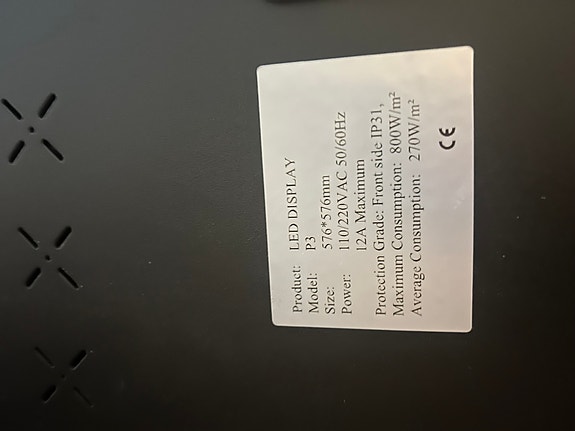 Product: LED DISPLAY
Model: P3
Size: 576*576mm
Power: 110/220VAC 50/60Hz
12A Maximum
Protection Grade: Front side IP31,
Maximum Consumption: 800W/m²
Average Consumption: 270W/m²
CE